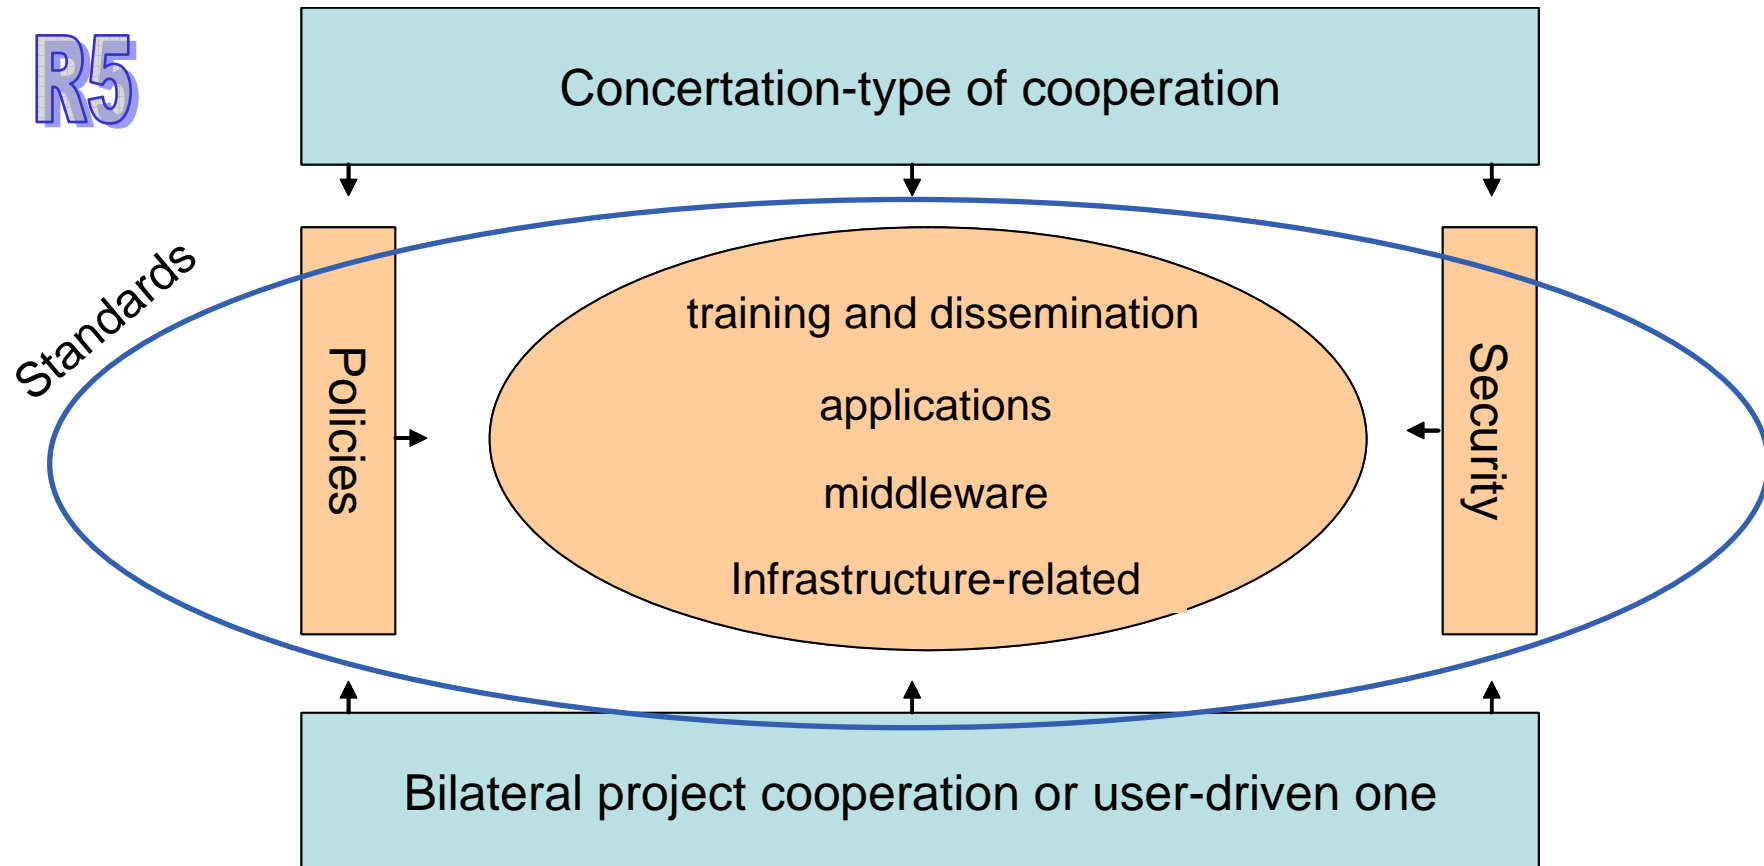 R5
Concertation-type of cooperation
Standards
Policies
training and dissemination
applications
middleware
Infrastructure-related
Security
Bilateral project cooperation or user-driven one